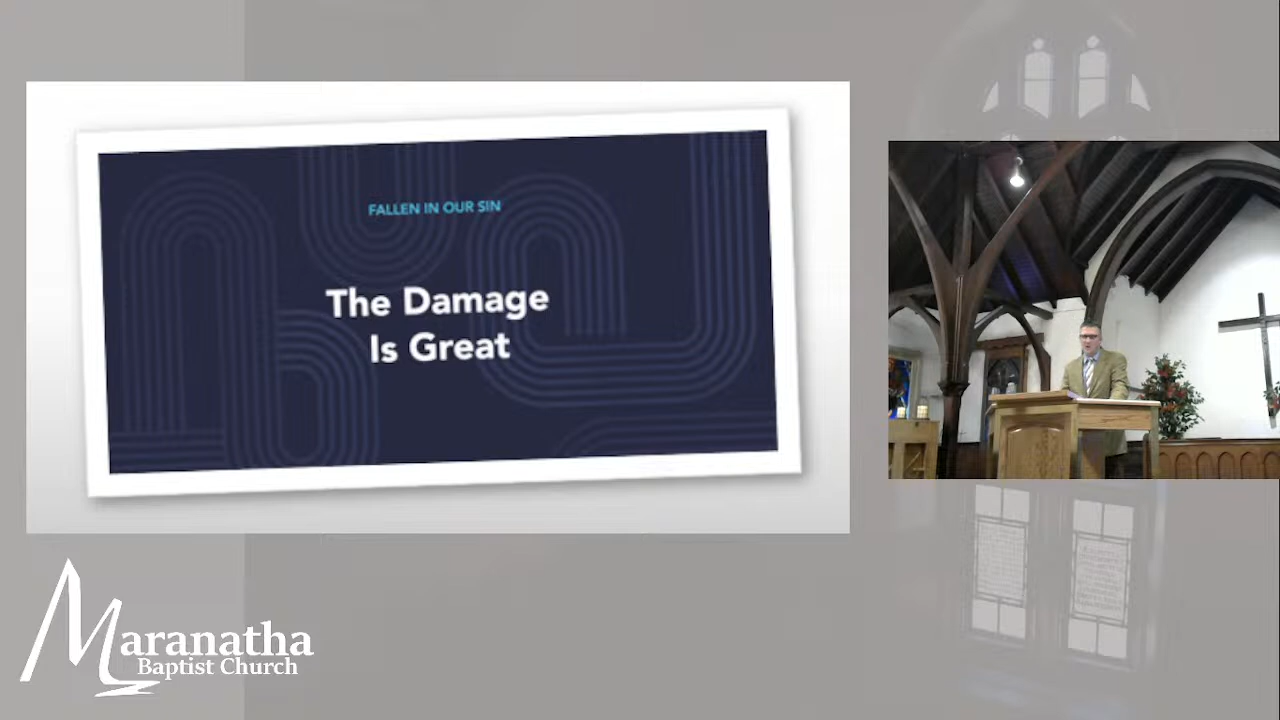 FALLEN IN OUR SIN
The Damage
Is Great
Maranatha
Baptist Church